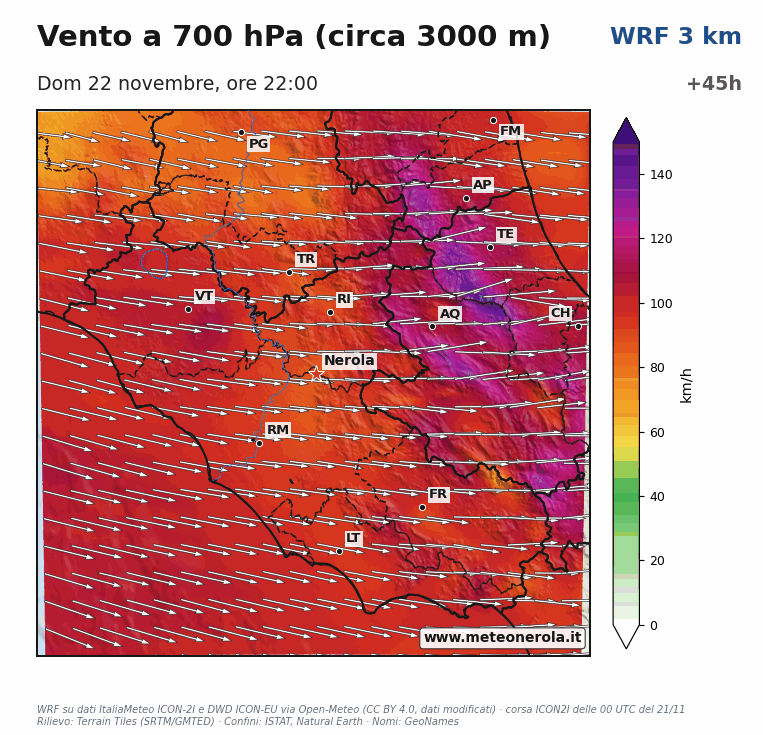 Vento a 700 hPa (circa 3000 m)
WRF 3 km
Dom 22 novembre, ore 22:00
+45h
FM
PG
AP
TE
TR
VT
RI
AQ
CH
Nerola
RM
FR
LT
www.meteonerola.it
140
120
100
80
60
40
20
0
km/h
WRF su dati ItaliaMeteo ICON-2I e DWD ICON-EU via Open-Meteo (CC BY 4.0, dati modificati) · corsa ICON2I delle 00 UTC del 21/11
Rilievo: Terrain Tiles (SRTM/GMTED) · Confini: ISTAT, Natural Earth · Nomi: GeoNames